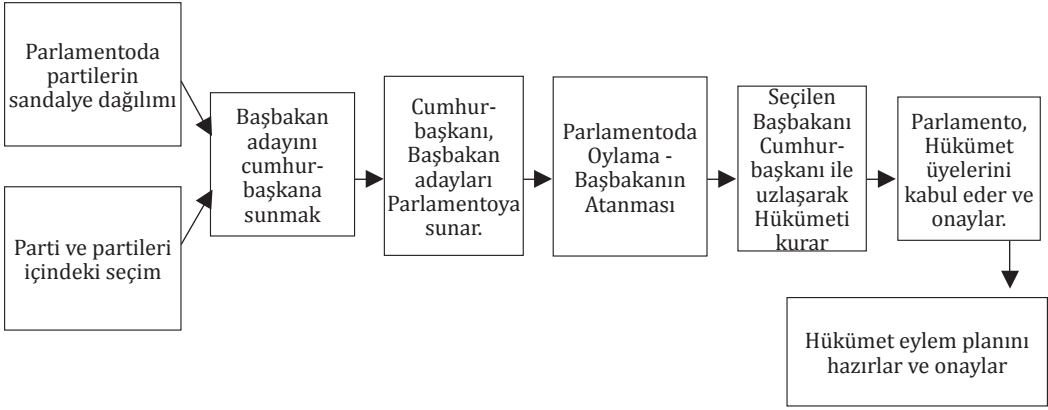 Parlamentoda
partilerin
sandalye dağılımı
Parti ve partileri
içindeki seçim
Başbakan
adayını
cumhur-
başkana
sunmak
Cumhur-
başkanı,
Başbakan
adayları
Parlamentoya
sunar.
Parlamentoda
Oylama -
Başbakanın
Atanması
Seçilen
Başbakanı
Cumhur-
başkanı ile
uzlaşarak
Hükümeti
kurar
Parlamento,
Hükümet
üyelerini
kabul eder ve
onaylar.
Hükümet eylem planını
hazırlar ve onaylar